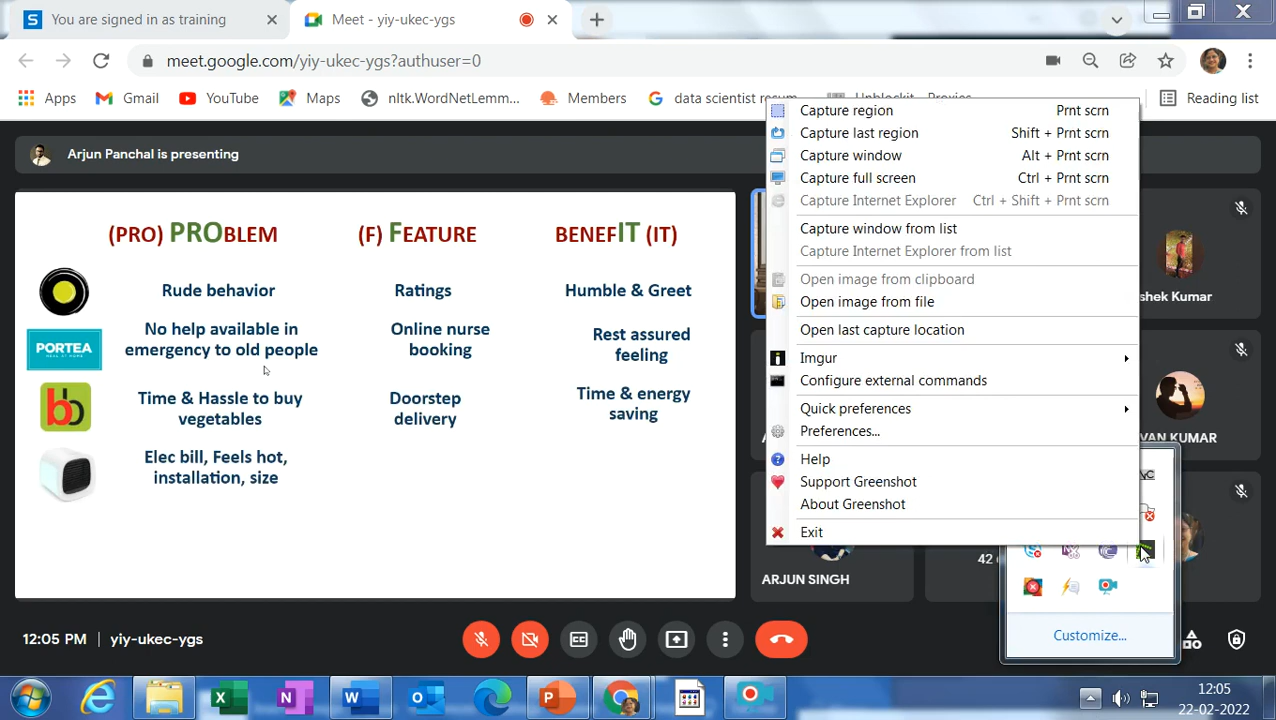 You are signed in as training
Meet - yiy-ukec-ygs
meet.google.com/yiy-ukec-ygs?authuser=0
Apps
Gmail
YouTube
Maps
nltk.WordNetLemm...
Members
data scientist resum...
Unblockit Proxies
Reading list
Arjun Panchal is presenting
(PRO) PROBLEM
(F) FEATURE
BENEFIT (IT)
Rude behavior
Ratings
Humble & Greet
PORTEA
No help available in
emergency to old people
Online nurse
booking
Rest assured
feeling
bb
Time & Hassle to buy
vegetables
Doorstep
delivery
Time & energy
saving
Elec bill, Feels hot,
installation, size
Capture region Prnt scrn
Capture last region Shift + Prnt scrn
Capture window Alt + Prnt scrn
Capture full screen Ctrl + Prnt scrn
Capture Internet Explorer Ctrl + Shift + Prnt scrn
Capture window from list
Capture Internet Explorer from list
Open image from clipboard
Open image from file
Open last capture location
Imgur
Configure external commands
Quick preferences
Preferences...
Help
Support Greenshot
About Greenshot
Exit
shek Kumar
VAN KUMAR
ARJUN SINGH
42
Customize...
12:05 PM
yiy-ukec-ygs
12:05
22-02-2022